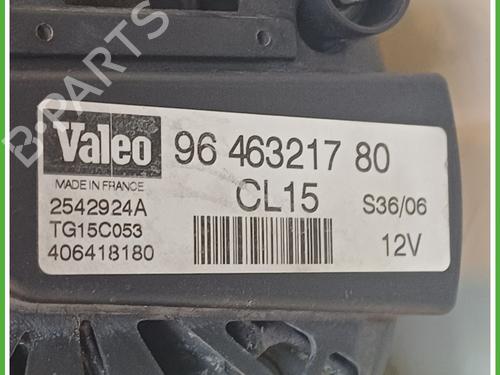 Valeo
96 463217 80
MADE IN FRANCE
CL15
S36/06
2542924A
TG15C053
12V
406418180
B-PARTS